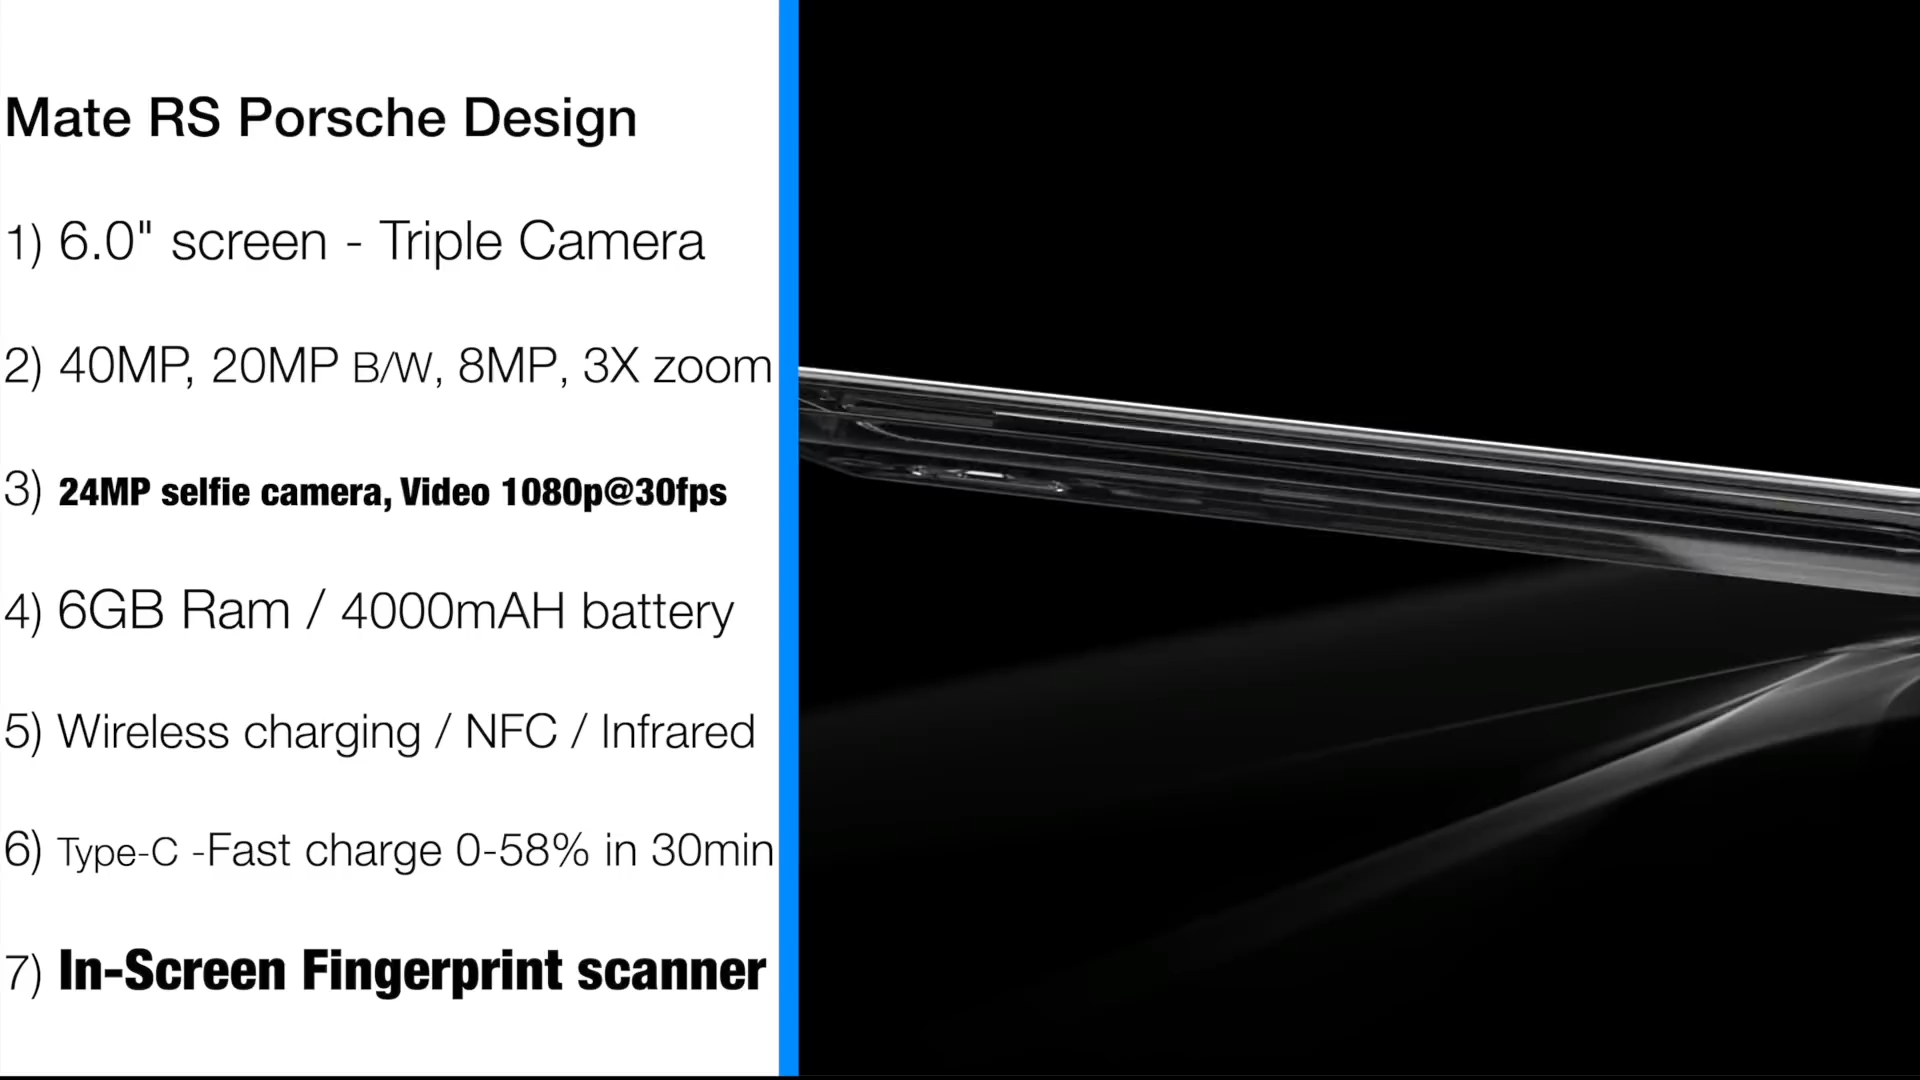 Mate RS Porsche Design
1) 6.0" screen - Triple Camera
2) 40MP, 20MP B/W, 8MP, 3X zoom
3) 24MP selfie camera, Video 1080p@30fps
4) 6GB Ram / 4000mAH battery
5) Wireless charging / NFC / Infrared
6) Type-C -Fast charge 0-58% in 30min
7) In-Screen Fingerprint scanner